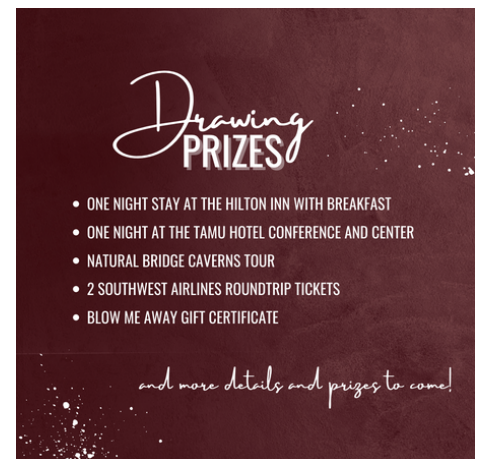 Drawing
PRIZES
• ONE NIGHT STAY AT THE HILTON INN WITH BREAKFAST
• ONE NIGHT AT THE TAMU HOTEL CONFERENCE AND CENTER
• NATURAL BRIDGE CAVERNS TOUR
• 2 SOUTHWEST AIRLINES ROUNDTRIP TICKETS
• BLOW ME AWAY GIFT CERTIFICATE
and more details and prizes to come!